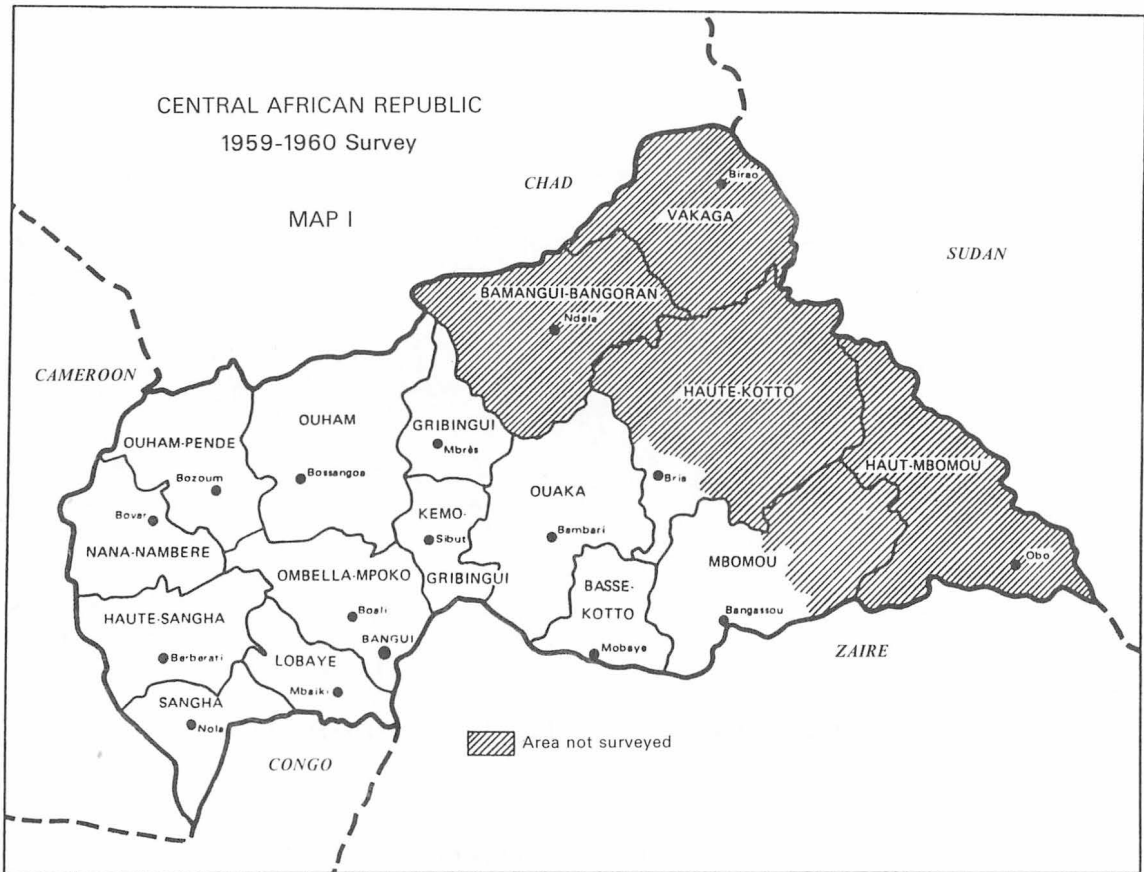 CENTRAL AFRICAN REPUBLIC
1959-1960 Survey
MAP I
CHAD
Birao
VAKAGA
SUDAN
BAMANGUI-BANGORAN
Ndele
CAMEROON
HAUTE-KOTTO
OUHAM
GRIBINGUI
OUHAM-PENDE
Mbrès
HAUT-MBOMOU
Bossangoa
Bria
Bozoum
OUAKA
KEMO-
Bovar
Sibut
Bambari
NANA-NAMBERE
Obo
MBOMOU
OMBELLA-MPOKO
GRIBINGUI
BASSE-
KOTTO
HAUTE-SANGHA
Boali
Bangassou
BANGUI
ZAIRE
Berberati
LOBAYE
Mobaye
Mbaiki
SANGHA
Nola
Area not surveyed
CONGO